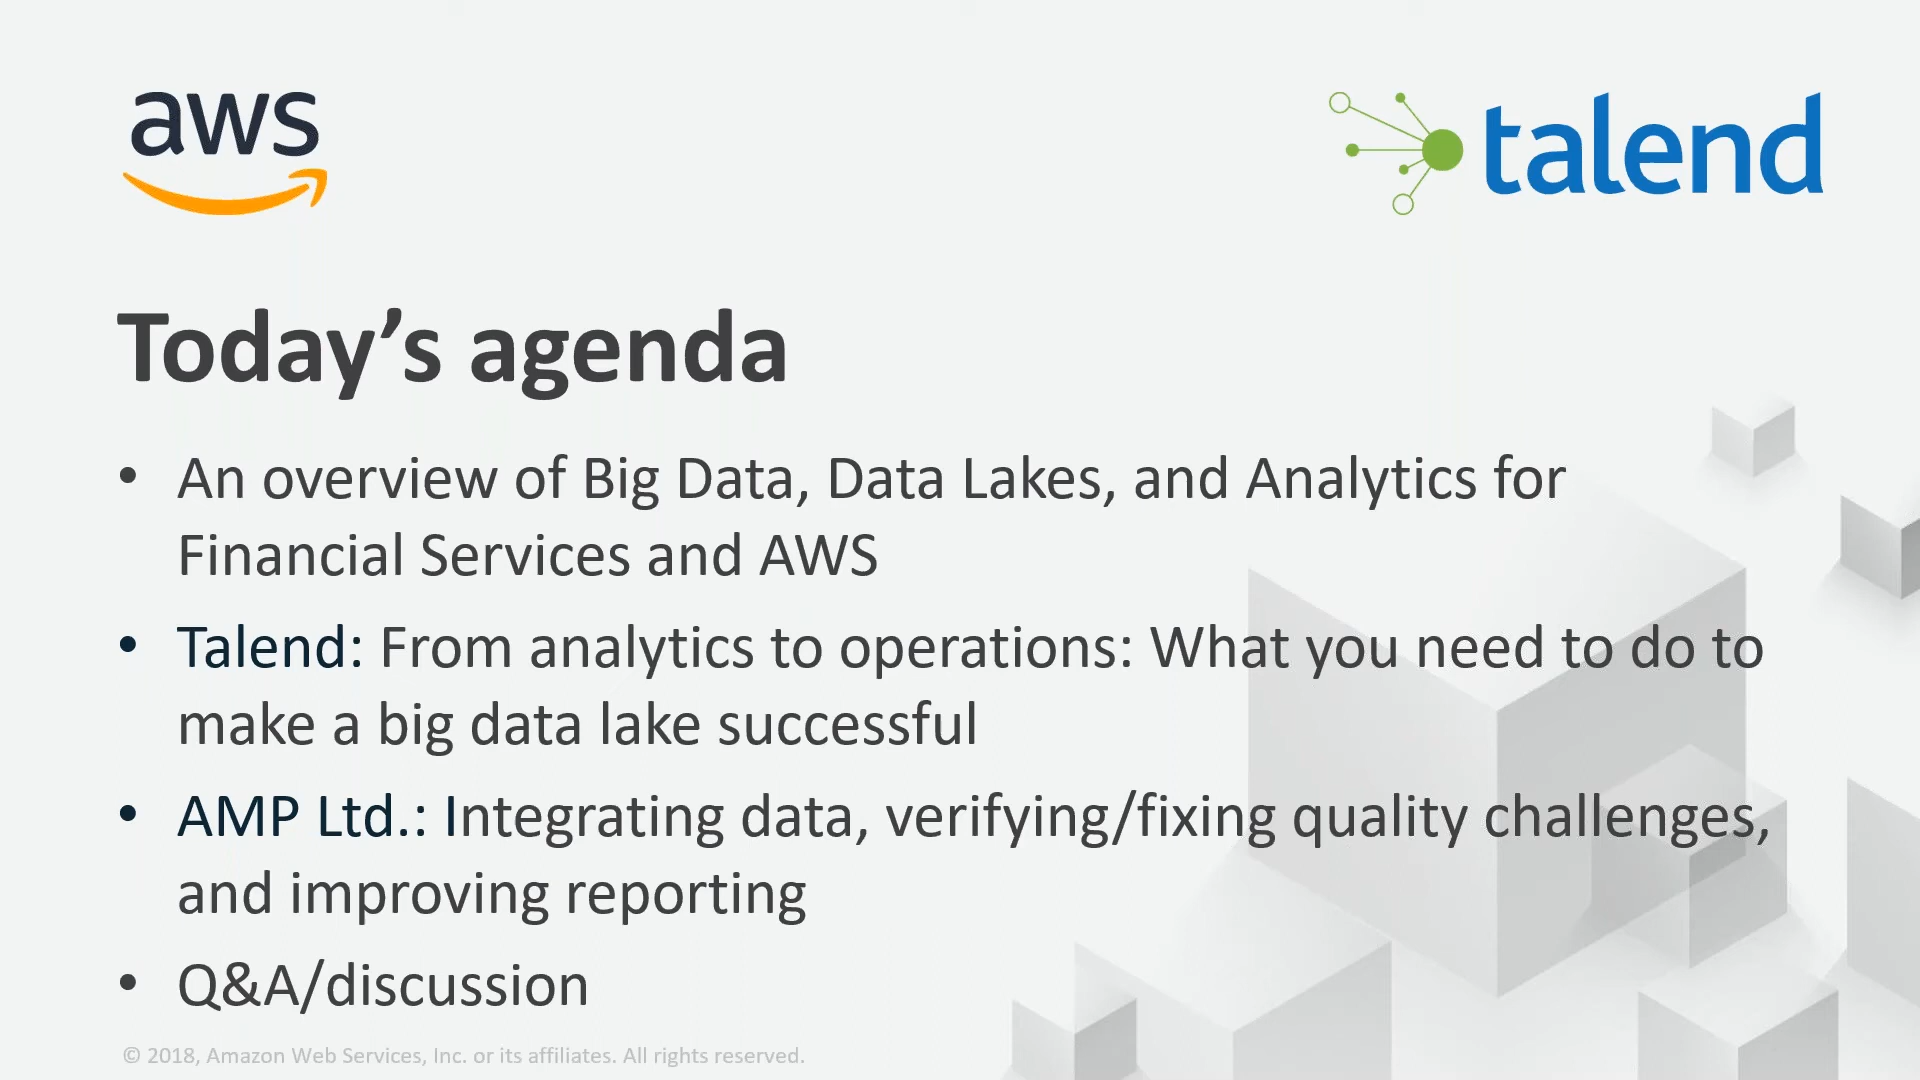 aws
talend
Today’s agenda
• An overview of Big Data, Data Lakes, and Analytics for
Financial Services and AWS
• Talend: From analytics to operations: What you need to do to
make a big data lake successful
• AMP Ltd.: Integrating data, verifying/fixing quality challenges,
and improving reporting
• Q&A/discussion
© 2018, Amazon Web Services, Inc. or its affiliates. All rights reserved.